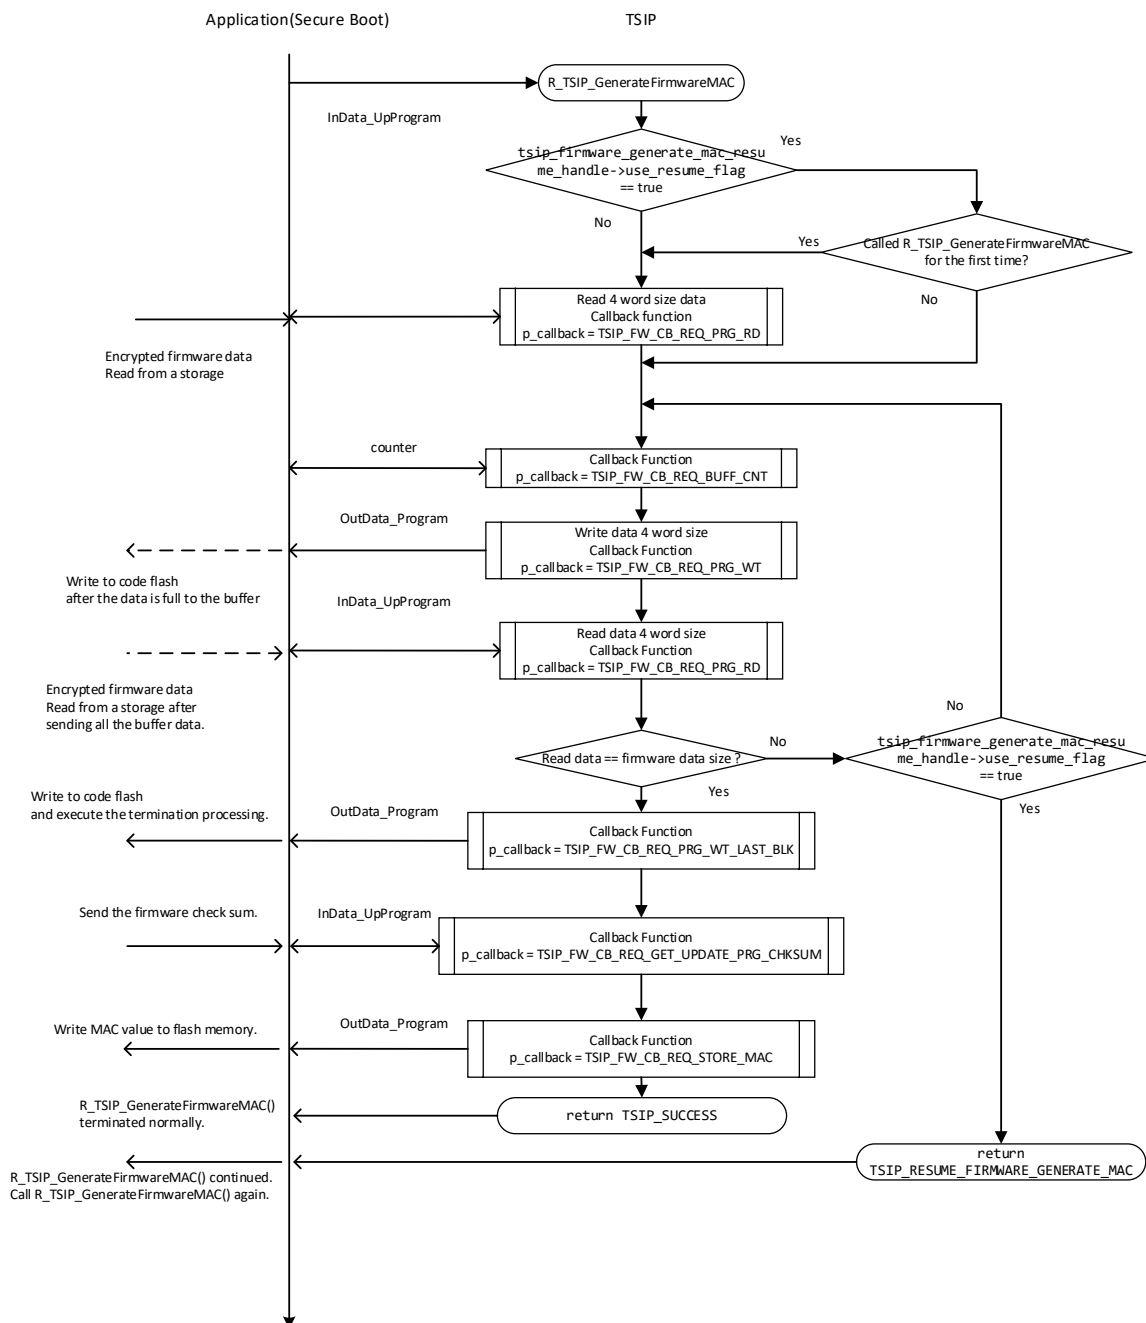 Application(Secure Boot)
TSIP
R_TSIP_GenerateFirmwareMAC
InData_UpProgram
Yes
tsip_firmware_generate_mac_resu
me_handle->use_resume_flag
== true
No
Yes
Called R_TSIP_GenerateFirmwareMAC
for the first time?
No
Read 4 word size data
Callback function
p_callback = TSIP_FW_CB_REQ_PRG_RD
Encrypted firmware data
Read from a storage
counter
Callback Function
p_callback = TSIP_FW_CB_REQ_BUFF_CNT
OutData_Program
Write data 4 word size
Callback Function
p_callback = TSIP_FW_CB_REQ_PRG_WT
Write to code flash
after the data is full to the buffer
InData_UpProgram
Read data 4 word size
Callback Function
p_callback = TSIP_FW_CB_REQ_PRG_RD
Encrypted firmware data
Read from a storage after
sending all the buffer data.
No
tsip_firmware_generate_mac_resu
me_handle->use_resume_flag
== true
No
Read data == firmware data size ?
Yes
Yes
Write to code flash
and execute the termination processing.
OutData_Program
Callback Function
p_callback = TSIP_FW_CB_REQ_PRG_WT_LAST_BLK
Send the firmware check sum.
InData_UpProgram
Callback Function
p_callback = TSIP_FW_CB_REQ_GET_UPDATE_PRG_CHKSUM
Write MAC value to flash memory.
OutData_Program
Callback Function
p_callback = TSIP_FW_CB_REQ_STORE_MAC
R_TSIP_GenerateFirmwareMAC()
terminated normally.
return TSIP_SUCCESS
return
TSIP_RESUME_FIRMWARE_GENERATE_MAC
R_TSIP_GenerateFirmwareMAC() continued.
Call R_TSIP_GenerateFirmwareMAC() again.